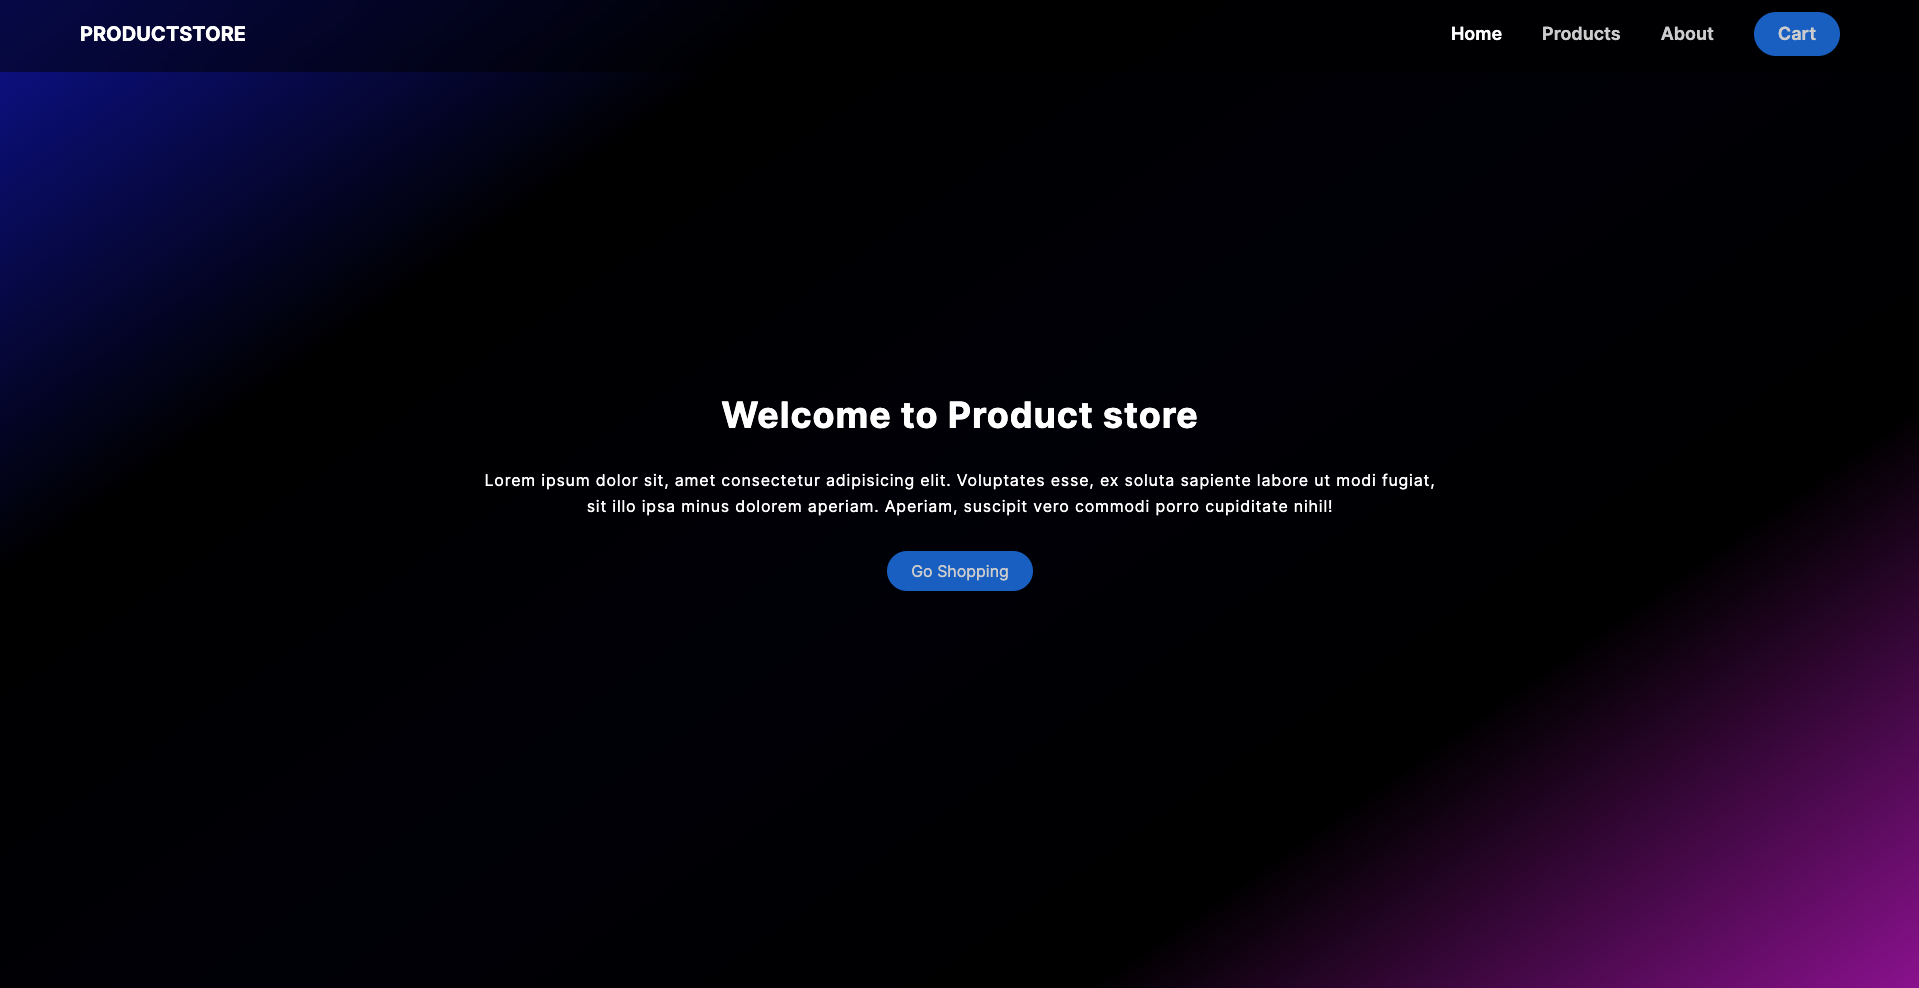 PRODUCTSTORE
Home
Products
About
Cart
Welcome to Product store
Lorem ipsum dolor sit, amet consectetur adipisicing elit. Voluptates esse, ex soluta sapiente labore ut modi fugiat,
sit illo ipsa minus dolorem aperiam. Aperiam, suscipit vero commodi porro cupiditate nihil!
Go Shopping